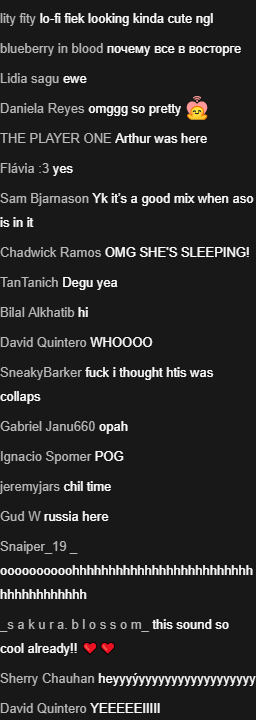 lity fity lo-fi fiek looking kinda cute ngl
blueberry in blood почему все в восторге
Lidia sagu ewe
Daniela Reyes omggg so pretty
THE PLAYER ONE Arthur was here
Flávia :3 yes
Sam Bjarnason Yk it's a good mix when aso
is in it
Chadwick Ramos OMG SHE'S SLEEPING!
TanTanich Degu yea
Bilal Alkhatib hi
David Quintero WHOOOO
SneakyBarker fuck i thought htis was
collaps
Gabriel Janu660 opah
Ignacio Spomer POG
jeremyjars chil time
Gud W russia here
Snaiper_19 _
oooooooooohhhhhhhhhhhhhhhhhhhhhhhhh
hhhhhhhhhhhh
_s a k u r a. b l o s s o m_ this sound so
cool already!! ❤️❤️
Sherry Chauhan heyyyýyyyyyyyyyyyyyyyyyy
David Quintero YEEEEEIIIII